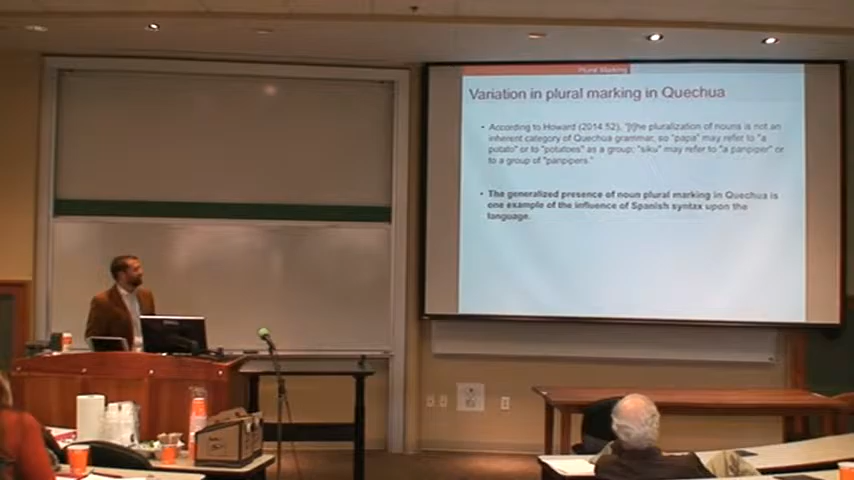 Plural Marking
Variation in plural marking in Quechua
• According to Howard (2014:52), "[t]he pluralization of nouns is not an
inherent category of Quechua grammar, so "papa" may refer to "a
potato" or to "potatoes" as a group; "siku" may refer to "a panpiper" or
to a group of "panpipers."
• The generalized presence of noun plural marking in Quechua is
one example of the influence of Spanish syntax upon the
language.